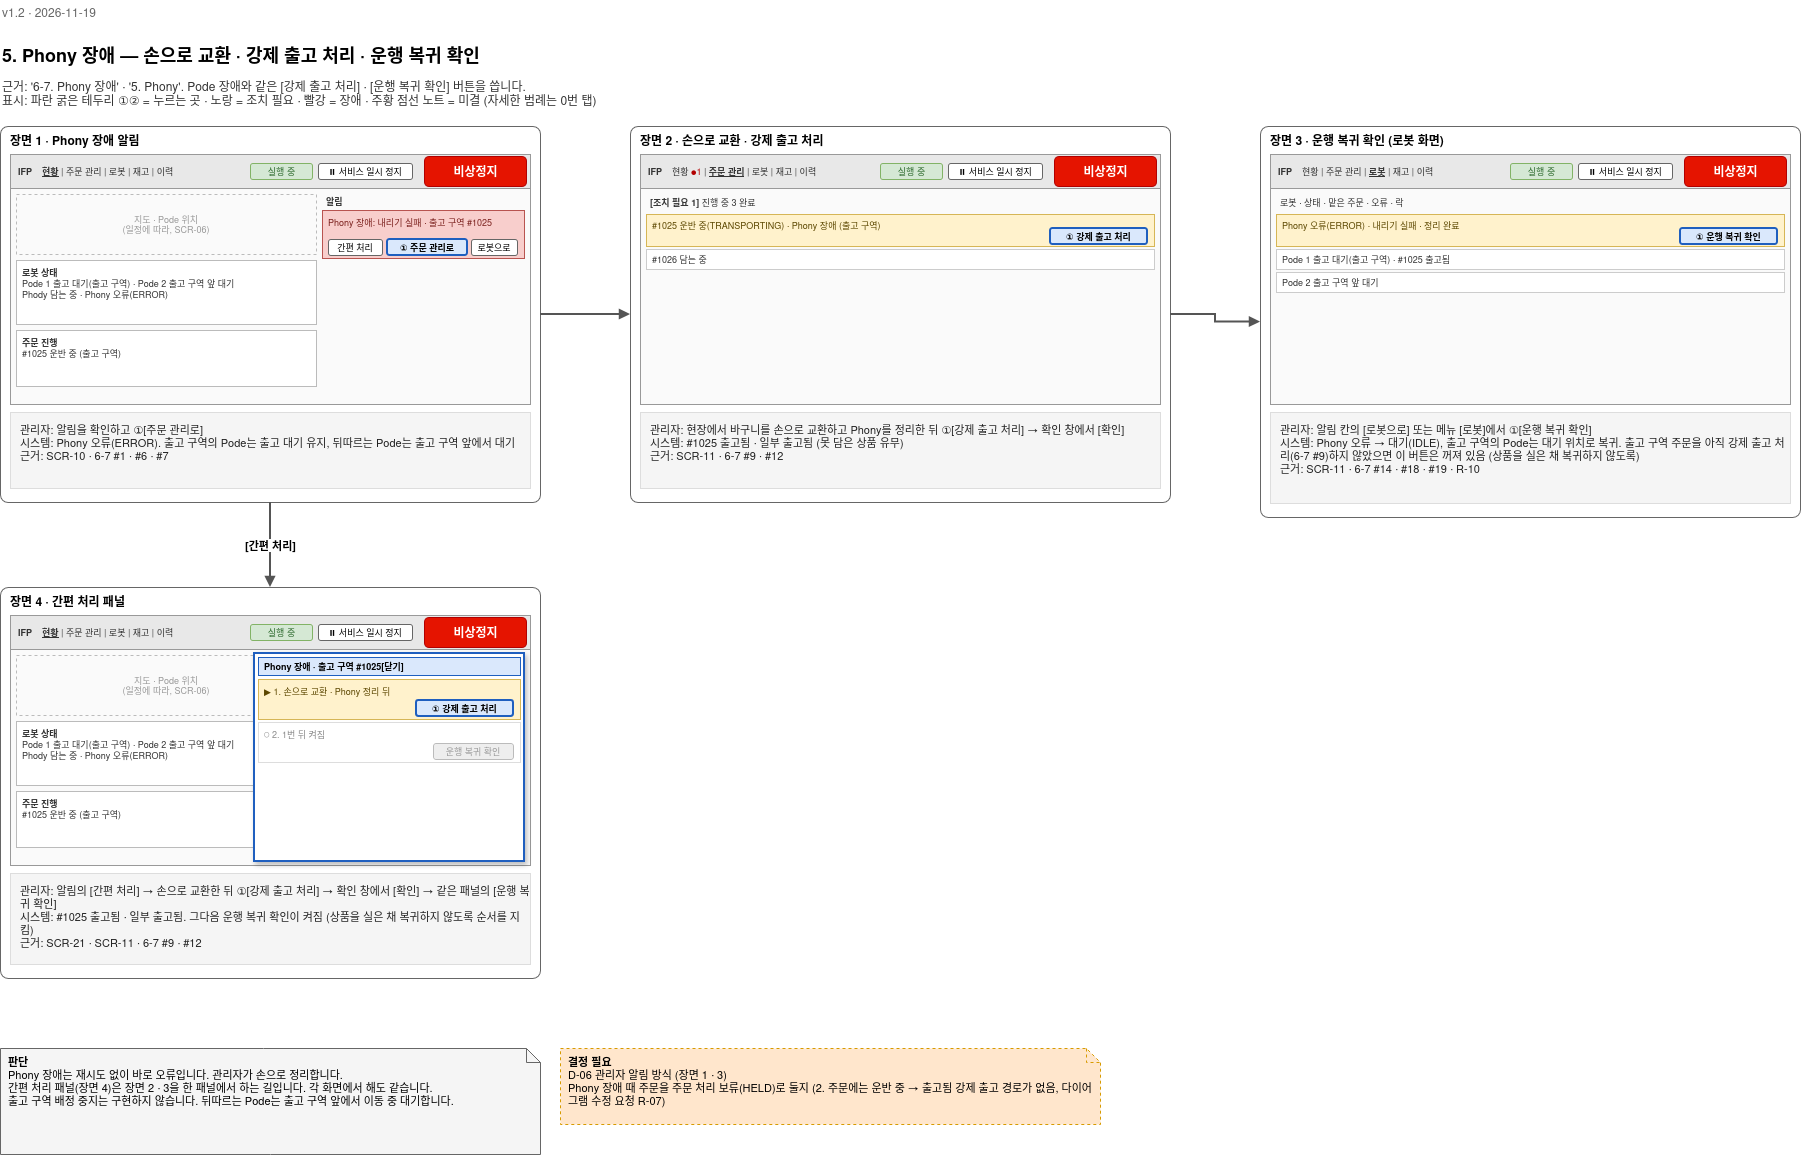 v1.2 · 2026-11-19
5. Phony 장애 — 손으로 교환 · 강제 출고 처리 · 운행 복귀 확인
근거: '6-7. Phony 장애' · '5. Phony'. Pode 장애와 같은 [강제 출고 처리] · [운행 복귀 확인] 버튼을 씁니다.
표시: 파란 굵은 테두리 ①② = 누르는 곳 · 노랑 = 조치 필요 · 빨강 = 장애 · 주황 점선 노트 = 미결 (자세한 범례는 0번 탭)
장면 1 · Phony 장애 알림
IFP 현황 | 주문 관리 | 로봇 | 재고 | 이력
실행 중
⏸ 서비스 일시 정지
비상정지
지도 · Pode 위치
(일정에 따라, SCR-06)
알림
Phony 장애: 내리기 실패 · 출고 구역 #1025
간편 처리
① 주문 관리로
로봇으로
로봇 상태
Pode 1 출고 대기(출고 구역) · Pode 2 출고 구역 앞 대기
Phody 담는 중 · Phony 오류(ERROR)
주문 진행
#1025 운반 중 (출고 구역)
관리자: 알림을 확인하고 ①[주문 관리로]
시스템: Phony 오류(ERROR). 출고 구역의 Pode는 출고 대기 유지, 뒤따르는 Pode는 출고 구역 앞에서 대기
근거: SCR-10 · 6-7 #1 · #6 · #7
장면 2 · 손으로 교환 · 강제 출고 처리
IFP 현황 ●1 | 주문 관리 | 로봇 | 재고 | 이력
실행 중
⏸ 서비스 일시 정지
비상정지
[조치 필요 1] 진행 중 3 완료
#1025 운반 중(TRANSPORTING) · Phony 장애 (출고 구역)
① 강제 출고 처리
#1026 담는 중
관리자: 현장에서 바구니를 손으로 교환하고 Phony를 정리한 뒤 ①[강제 출고 처리] → 확인 창에서 [확인]
시스템: #1025 출고됨 · 일부 출고됨 (못 담은 상품 유무)
근거: SCR-11 · 6-7 #9 · #12
장면 3 · 운행 복귀 확인 (로봇 화면)
IFP 현황 | 주문 관리 | 로봇 | 재고 | 이력
실행 중
⏸ 서비스 일시 정지
비상정지
로봇 · 상태 · 맡은 주문 · 오류 · 락
Phony 오류(ERROR) · 내리기 실패 · 정리 완료
① 운행 복귀 확인
Pode 1 출고 대기(출고 구역) · #1025 출고됨
Pode 2 출고 구역 앞 대기
관리자: 알림 칸의 [로봇으로] 또는 메뉴 [로봇]에서 ①[운행 복귀 확인]
시스템: Phony 오류 → 대기(IDLE), 출고 구역의 Pode는 대기 위치로 복귀. 출고 구역 주문을 아직 강제 출고 처
리(6-7 #9)하지 않았으면 이 버튼은 꺼져 있음 (상품을 실은 채 복귀하지 않도록)
근거: SCR-11 · 6-7 #14 · #18 · #19 · R-10
[간편 처리]
장면 4 · 간편 처리 패널
IFP 현황 | 주문 관리 | 로봇 | 재고 | 이력
실행 중
⏸ 서비스 일시 정지
비상정지
지도 · Pode 위치
(일정에 따라, SCR-06)
로봇 상태
Pode 1 출고 대기(출고 구역) · Pode 2 출고 구역 앞 대기
Phody 담는 중 · Phony 오류(ERROR)
주문 진행
#1025 운반 중 (출고 구역)
Phony 장애 · 출고 구역 #1025[닫기]
▶ 1. 손으로 교환 · Phony 정리 뒤
① 강제 출고 처리
○ 2. 1번 뒤 켜짐
운행 복귀 확인
관리자: 알림의 [간편 처리] → 손으로 교환한 뒤 ①[강제 출고 처리] → 확인 창에서 [확인] → 같은 패널의 [운행 복
귀 확인]
시스템: #1025 출고됨 · 일부 출고됨. 그다음 운행 복귀 확인이 켜짐 (상품을 실은 채 복귀하지 않도록 순서를 지
킴)
근거: SCR-21 · SCR-11 · 6-7 #9 · #12
판단
Phony 장애는 재시도 없이 바로 오류입니다. 관리자가 손으로 정리합니다.
간편 처리 패널(장면 4)은 장면 2 · 3을 한 패널에서 하는 길입니다. 각 화면에서 해도 같습니다.
출고 구역 배정 중지는 구현하지 않습니다. 뒤따르는 Pode는 출고 구역 앞에서 이동 중 대기합니다.
결정 필요
D-06 관리자 알림 방식 (장면 1 · 3)
Phony 장애 때 주문을 주문 처리 보류(HELD)로 둘지 (2. 주문에는 운반 중 → 출고됨 강제 출고 경로가 없음, 다이어
그램 수정 요청 R-07)